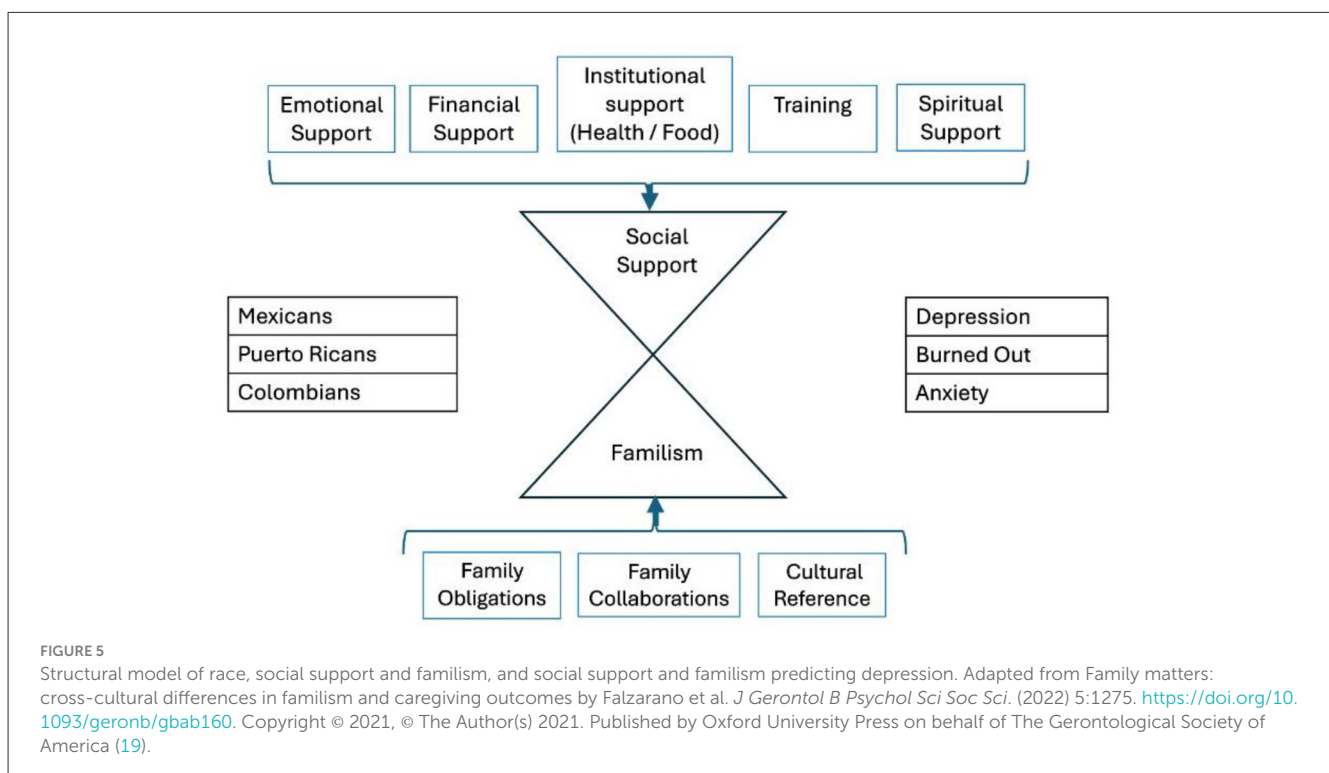 Emotional
Support
Financial
Support
Institutional
support
(Health / Food)
Training
Spiritual
Support
Social
Support
Mexicans
Puerto Ricans
Colombians
Depression
Burned Out
Anxiety
Familism
Family
Obligations
Family
Collaborations
Cultural
Reference
FIGURE 5
Structural model of race, social support and familism, and social support and familism predicting depression. Adapted from Family matters:
cross-cultural differences in familism and caregiving outcomes by Falzarano et al. J Gerontol B Psychol Sci Soc Sci. (2022) 5:1275. https://doi.org/10.
1093/geronb/gbab160. Copyright © 2021, © The Author(s) 2021. Published by Oxford University Press on behalf of The Gerontological Society of
America (19).